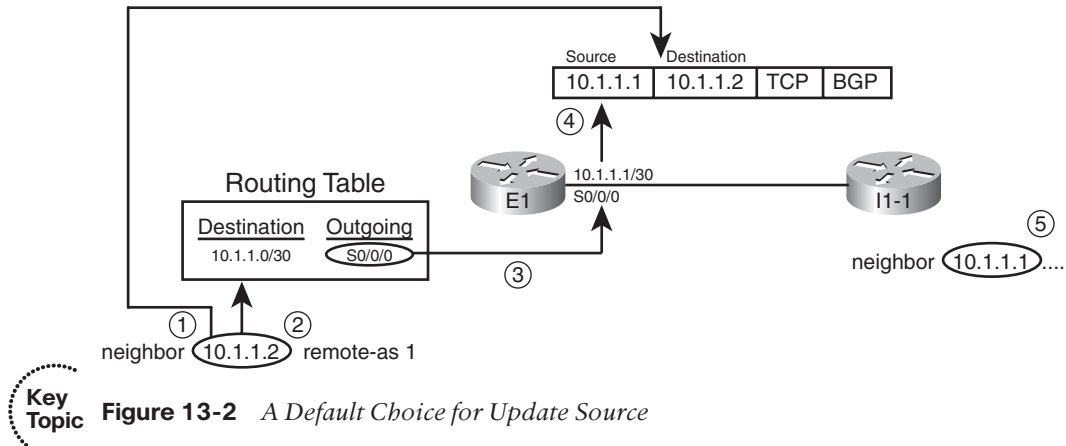 Source Destination
10.1.1.1 10.1.1.2 TCP BGP
④
10.1.1.1/30
E1
S0/0/0
I1-1
Routing Table
Destination Outgoing
10.1.1.0/30 S0/0/0
③
⑤
neighbor 10.1.1.1 ....
① ②
neighbor 10.1.1.2 remote-as 1
Key Topic
Figure 13-2 A Default Choice for Update Source